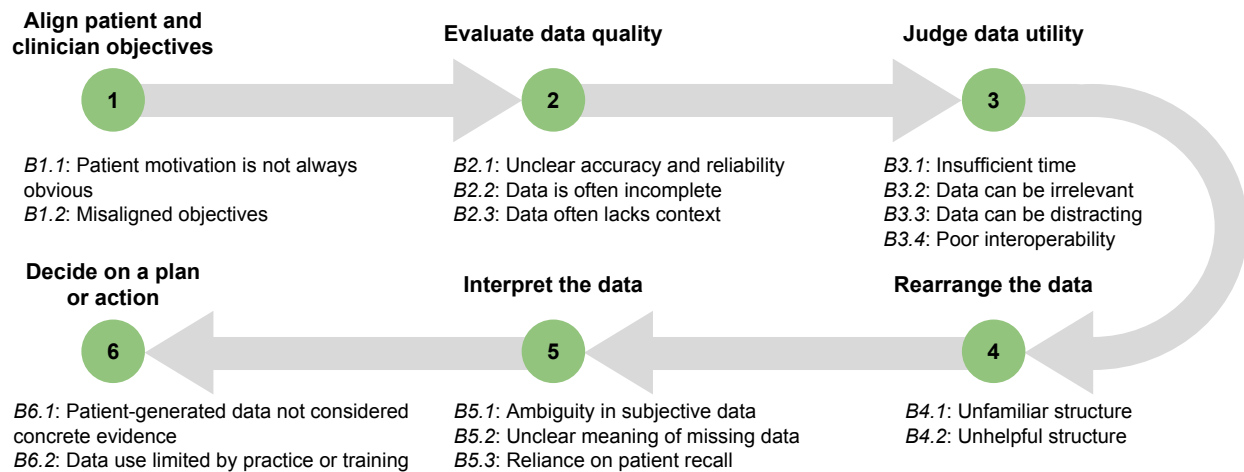 Align patient and
clinician objectives
1
B1.1: Patient motivation is not always
obvious
B1.2: Misaligned objectives
Evaluate data quality
2
B2.1: Unclear accuracy and reliability
B2.2: Data is often incomplete
B2.3: Data often lacks context
Judge data utility
3
B3.1: Insufficient time
B3.2: Data can be irrelevant
B3.3: Data can be distracting
B3.4: Poor interoperability
Rearrange the data
4
B4.1: Unfamiliar structure
B4.2: Unhelpful structure
Interpret the data
5
B5.1: Ambiguity in subjective data
B5.2: Unclear meaning of missing data
B5.3: Reliance on patient recall
Decide on a plan
or action
6
B6.1: Patient-generated data not considered
concrete evidence
B6.2: Data use limited by practice or training